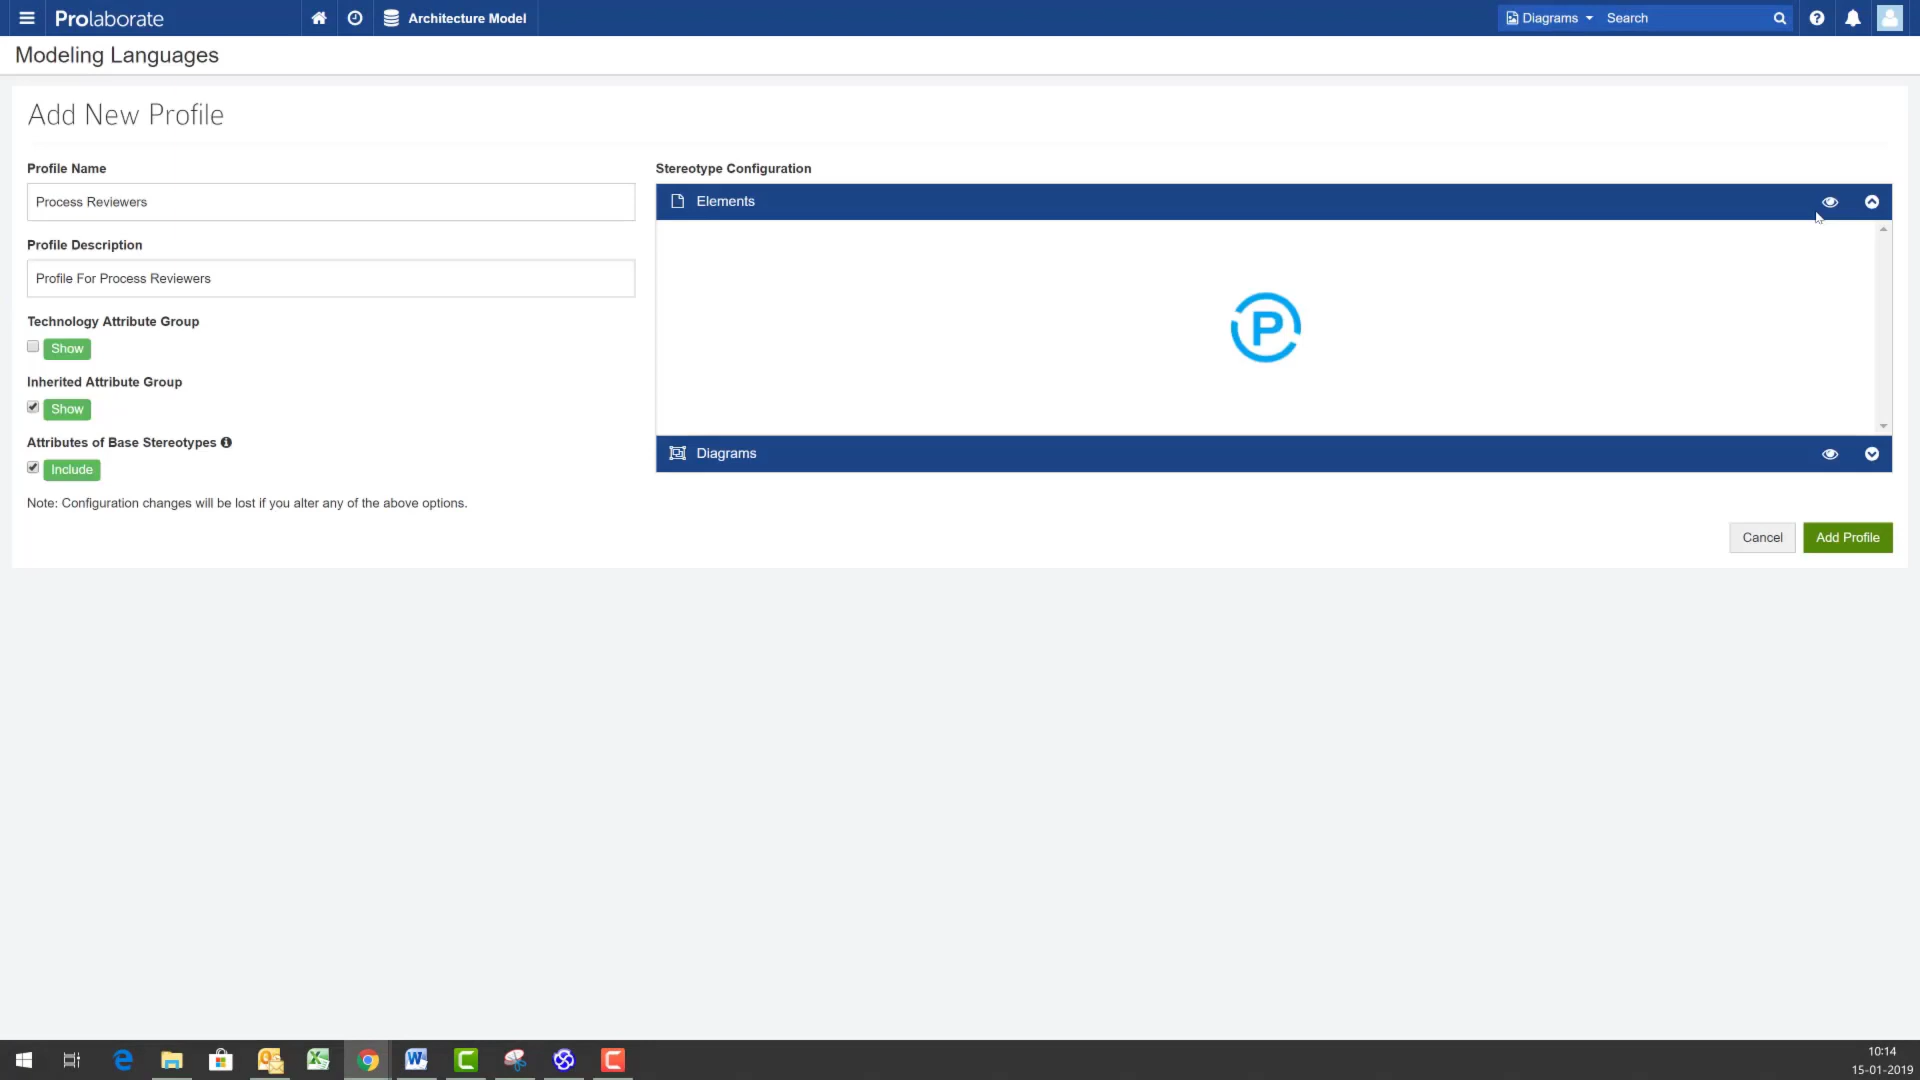 Prolaborate
Architecture Model
Diagrams
Search
Modeling Languages
Add New Profile
Profile Name
Process Reviewers
Profile Description
Profile For Process Reviewers
Technology Attribute Group
Show
Inherited Attribute Group
Show
Attributes of Base Stereotypes
Include
Note: Configuration changes will be lost if you alter any of the above options.
Stereotype Configuration
Elements
P
Diagrams
Cancel
Add Profile
10:14
15-01-2019